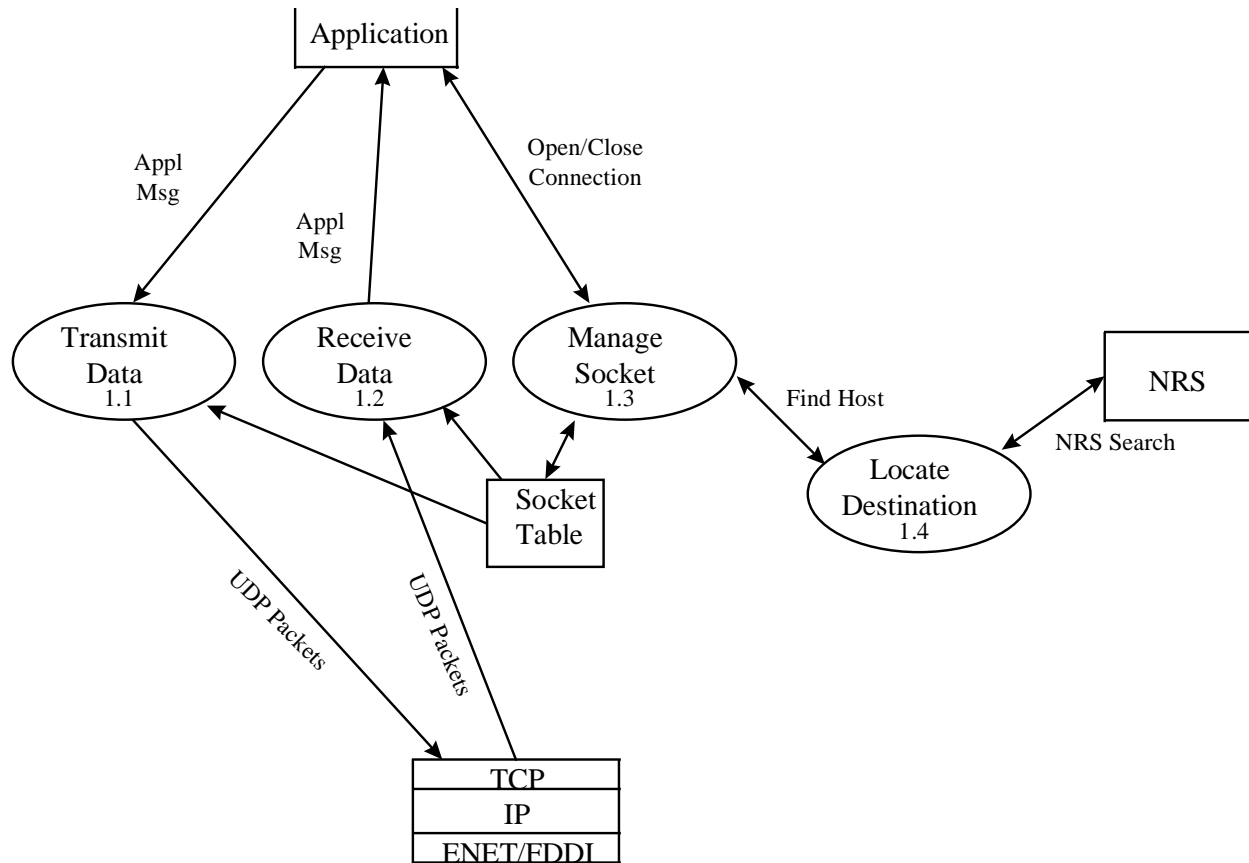 Application
Appl
Msg
Appl
Msg
Open/Close
Connection
Transmit
Data
1.1
Receive
Data
1.2
Manage
Socket
1.3
NRS
Find Host
NRS Search
Locate
Destination
1.4
Socket
Table
UDP Packets
UDP Packets
TCP
IP
ENET/FDDI